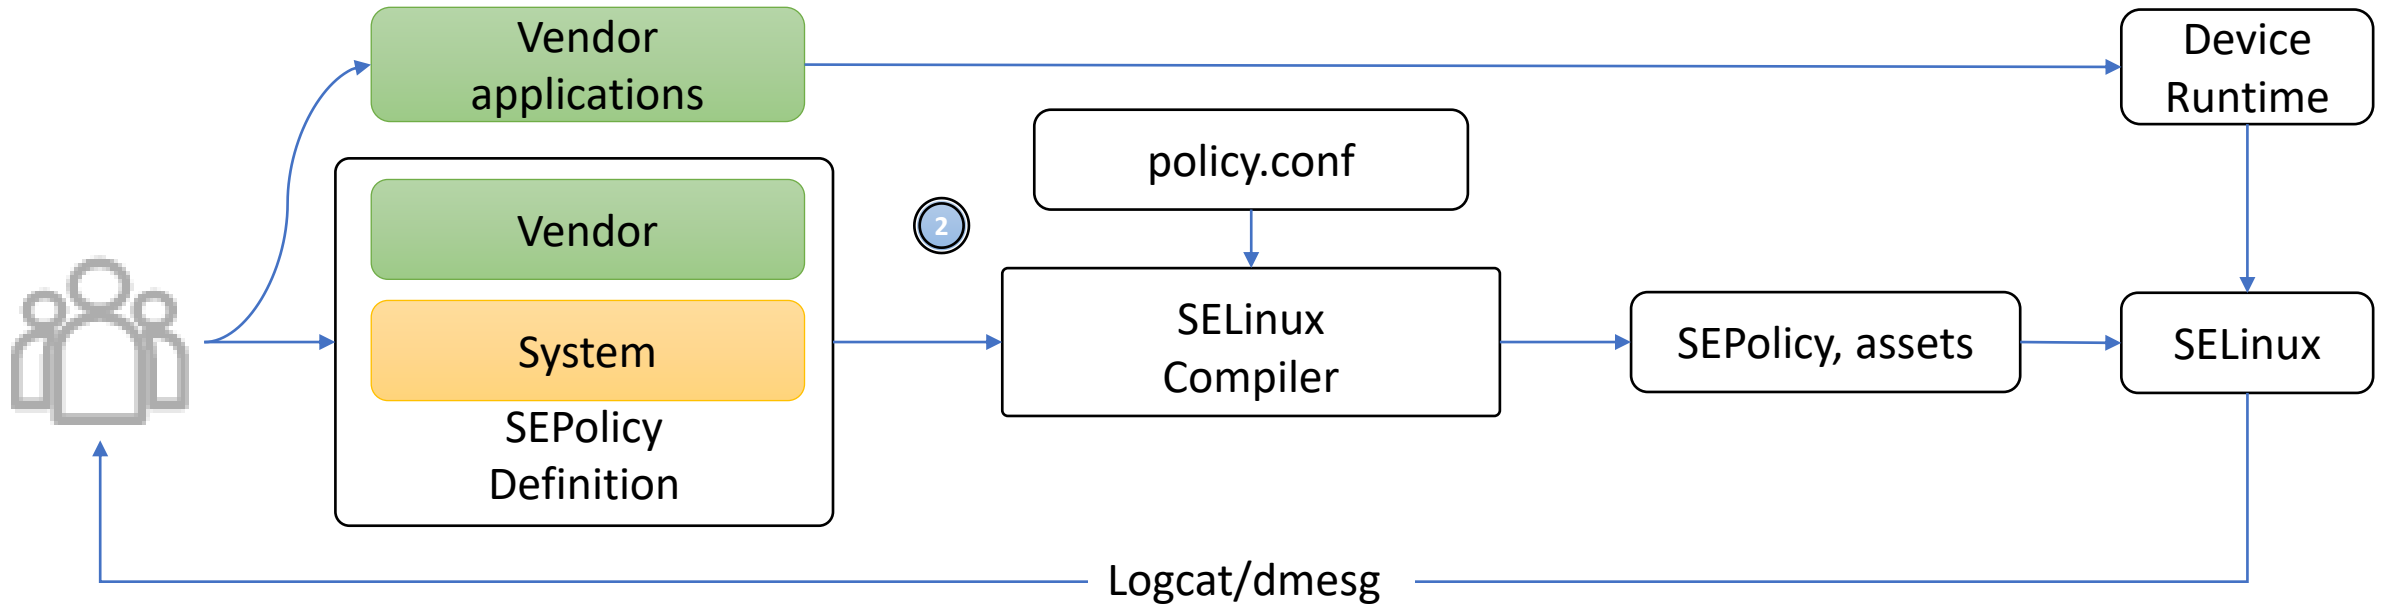 Vendor
applications
Device
Runtime
policy.conf
Vendor
2
System
SEPolicy
Definition
SELinux
Compiler
SEPolicy, assets
SELinux
Logcat/dmesg